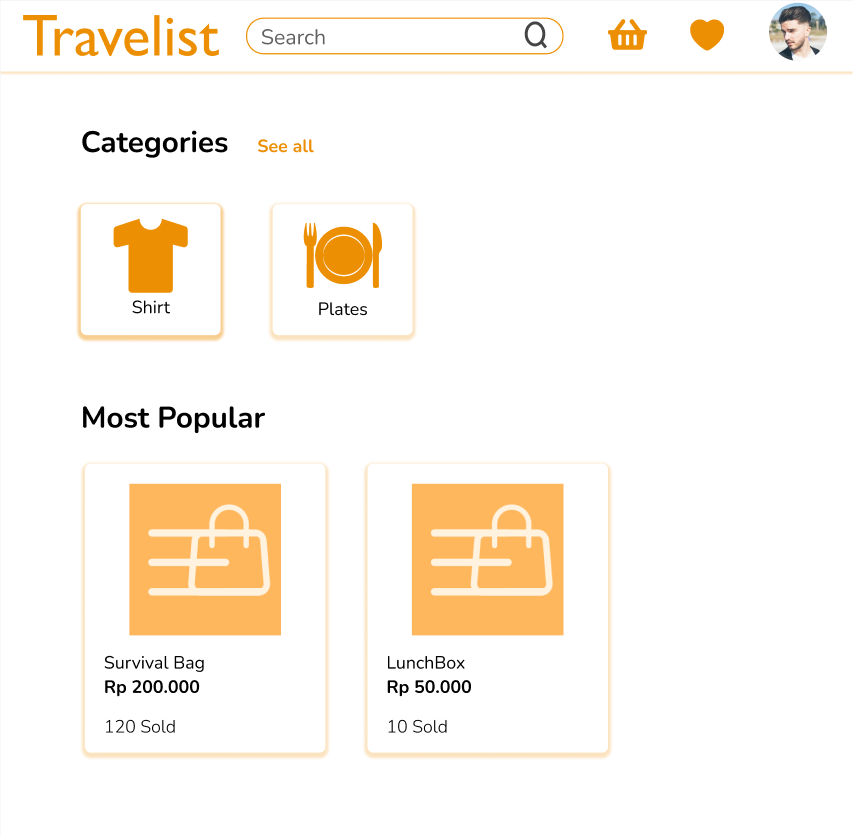 Travelist
Search
Categories
See all
Shirt
Plates
Most Popular
Survival Bag
Rp 200.000
120 Sold
LunchBox
Rp 50.000
10 Sold